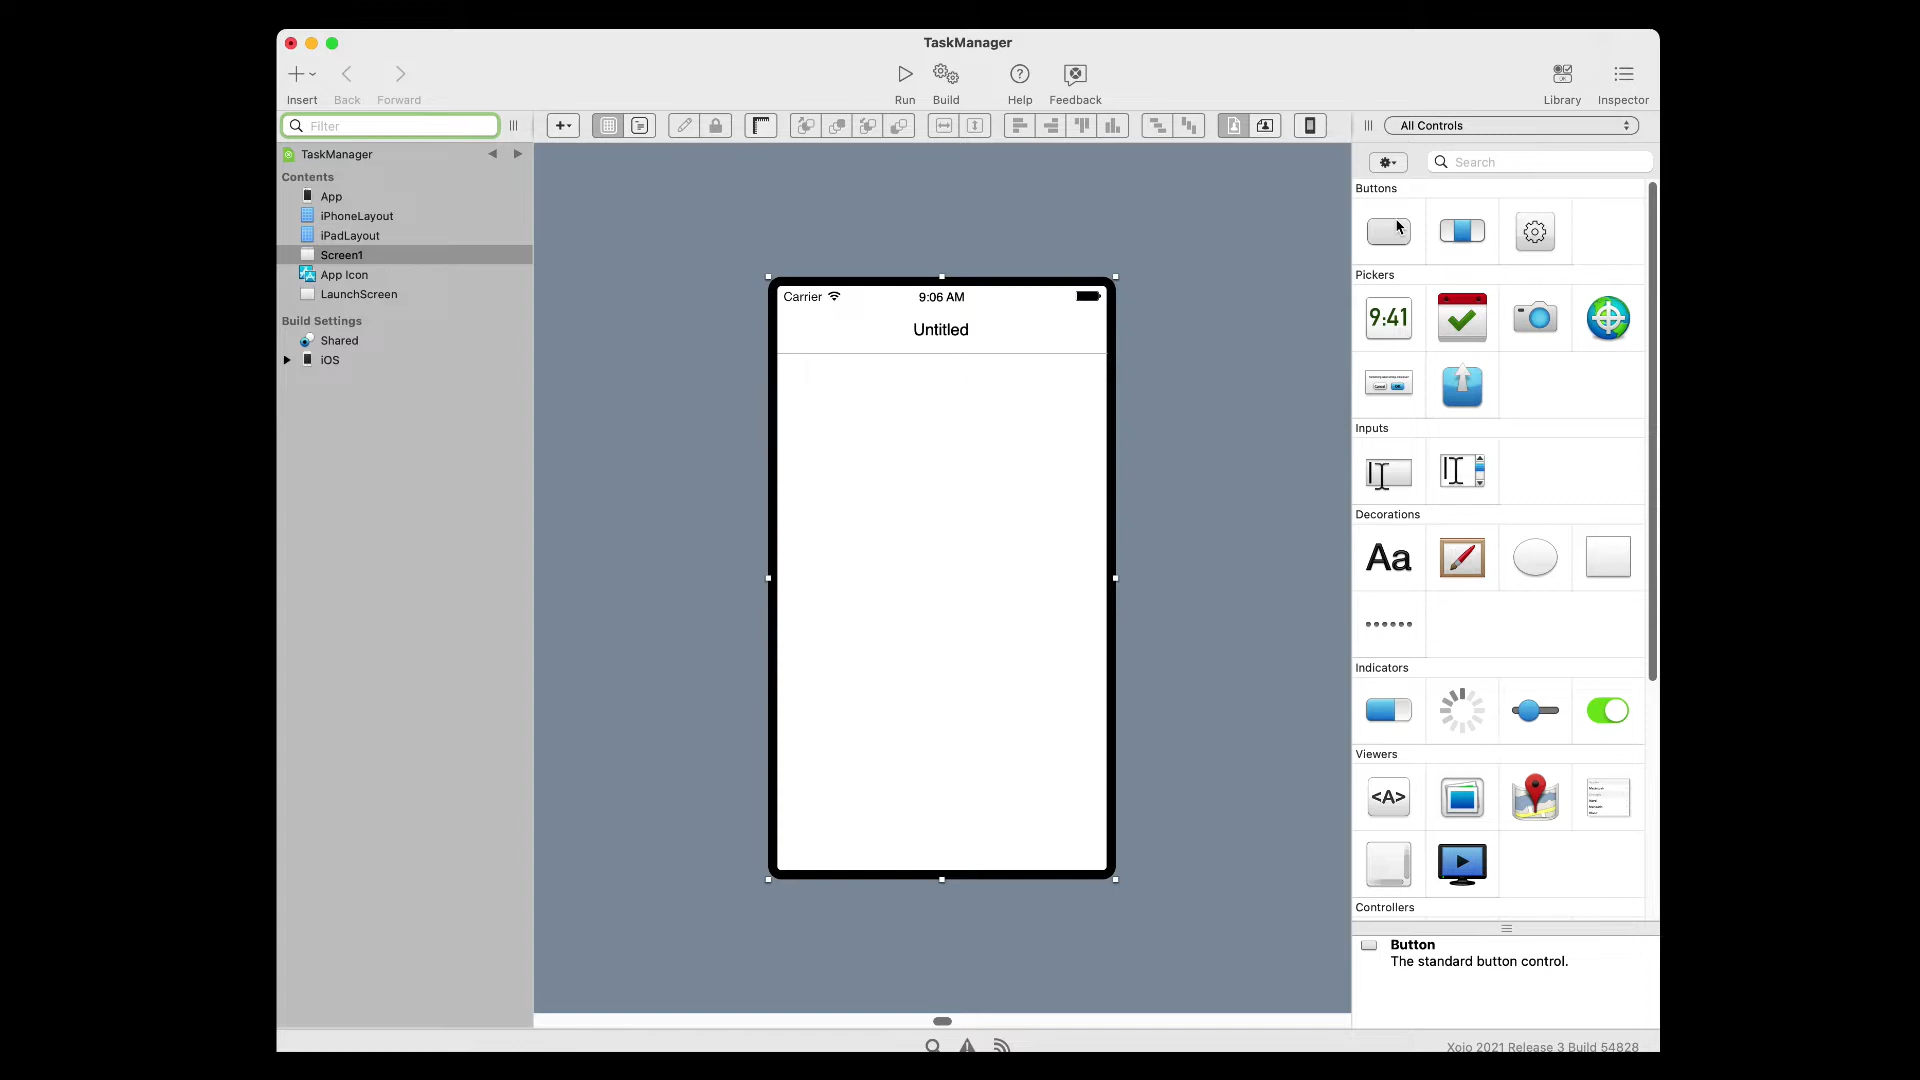 TaskManager
Insert
Back
Forward
Run
Build
Help
Feedback
Library
Inspector
Filter
All Controls
TaskManager
Contents
App
iPhoneLayout
iPadLayout
Screen1
App Icon
LaunchScreen
Build Settings
Shared
iOS
Carrier
9:06 AM
Untitled
Search
Buttons
Pickers
9:41
Inputs
Decorations
Aa
Indicators
Viewers
<A>
Controllers
Button
The standard button control.
Xojo 2021 Release 3 Build 54828